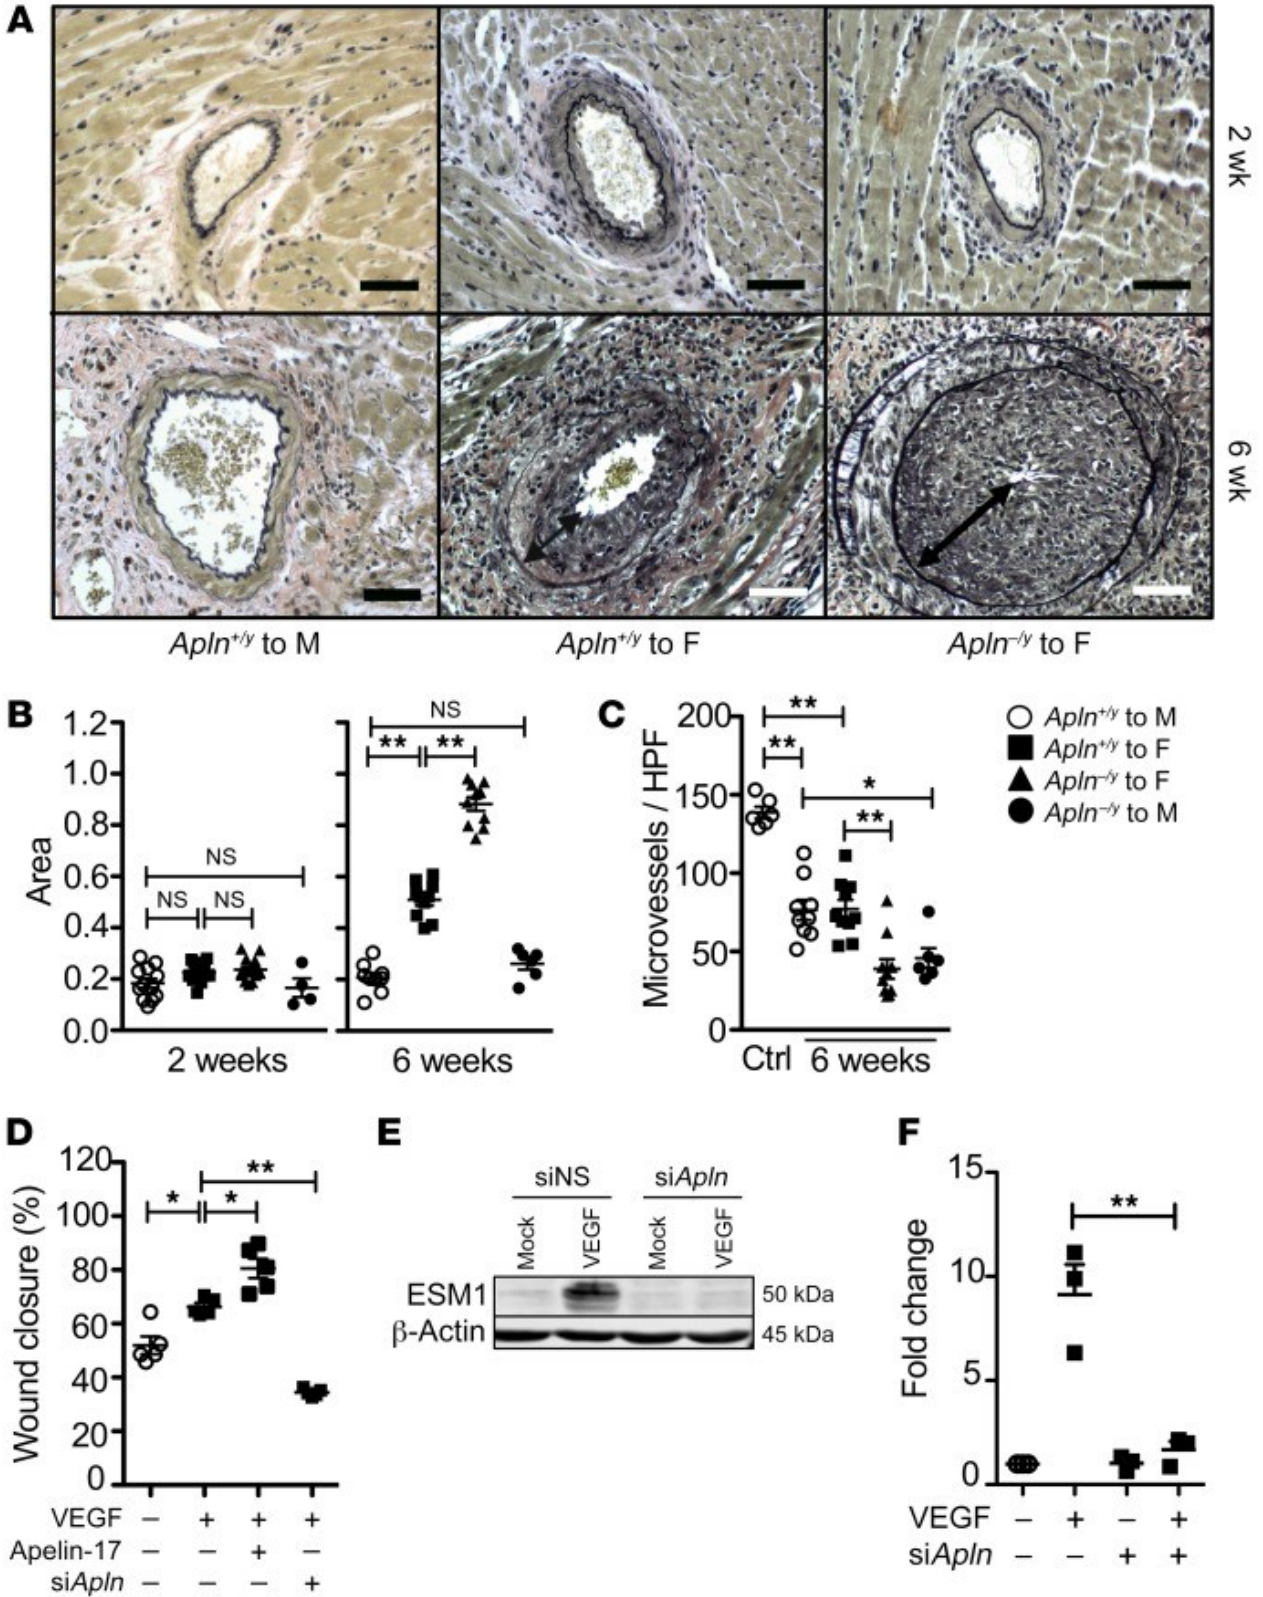 A
2 wk
6 wk
Apln+/y to M
Apln+/y to F
Apln–/y to F
B
Area
1.2
1.0
0.8
0.6
0.4
0.2
0.0
NS
NS
NS
2 weeks
NS
**
**
6 weeks
C
Microvessels / HPF
200
150
100
50
0
**
**
*
**
Ctrl
6 weeks
Apln+/y to M
Apln+/y to F
Apln–/y to F
Apln–/y to M
D
Wound closure (%)
120
100
80
60
40
20
0
**
*
*
VEGF – + + +
Apelin-17 – – + –
siApln – – – +
E
siNS siApln
Mock VEGF Mock VEGF
ESM1 50 kDa
β-Actin 45 kDa
F
Fold change
15
10
5
0
**
VEGF – + – +
siApln – – + +